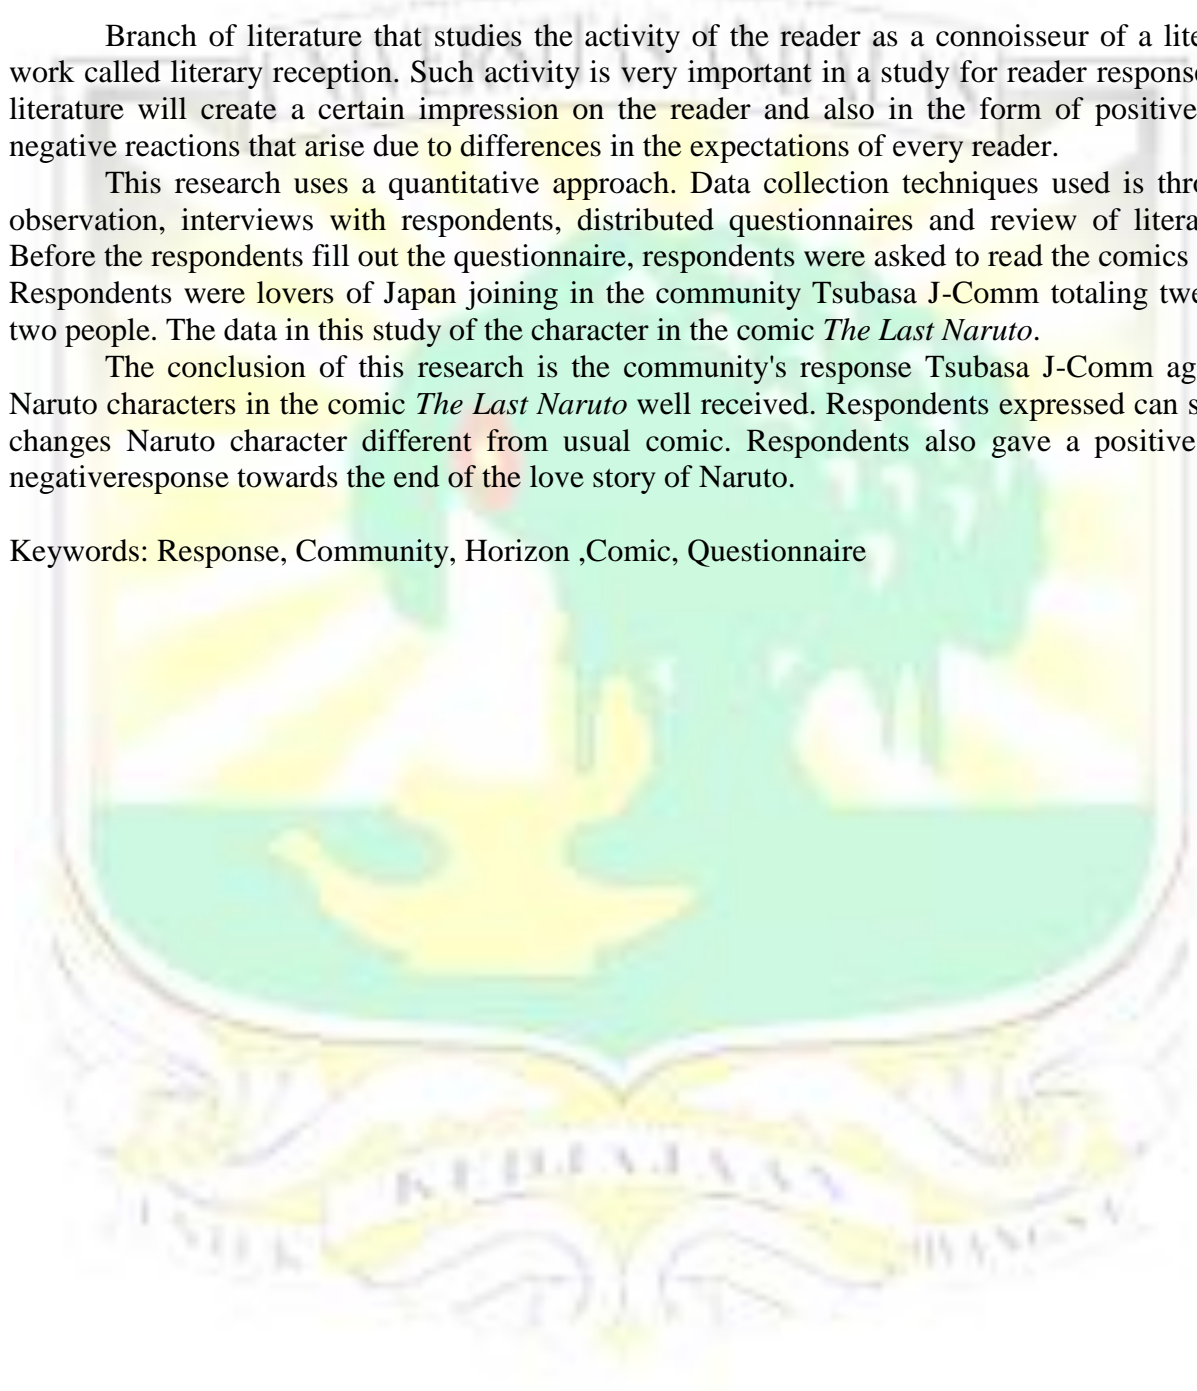 UNIVERSITAS ANDALAS
Branch of literature that studies the activity of the reader as a connoisseur of a lite
work called literary reception. Such activity is very important in a study for reader response
literature will create a certain impression on the reader and also in the form of positive
negative reactions that arise due to differences in the expectations of every reader.
This research uses a quantitative approach. Data collection techniques used is thro
observation, interviews with respondents, distributed questionnaires and review of litera
Before the respondents fill out the questionnaire, respondents were asked to read the comics
Respondents were lovers of Japan joining in the community Tsubasa J-Comm totaling twe
two people. The data in this study of the character in the comic The Last Naruto.
The conclusion of this research is the community's response Tsubasa J-Comm ag
Naruto characters in the comic The Last Naruto well received. Respondents expressed can s
changes Naruto character different from usual comic. Respondents also gave a positive
negativeresponse towards the end of the love story of Naruto.
Keywords: Response, Community, Horizon ,Comic, Questionnaire
KEDJAJAAN
UNTUK BANGSA